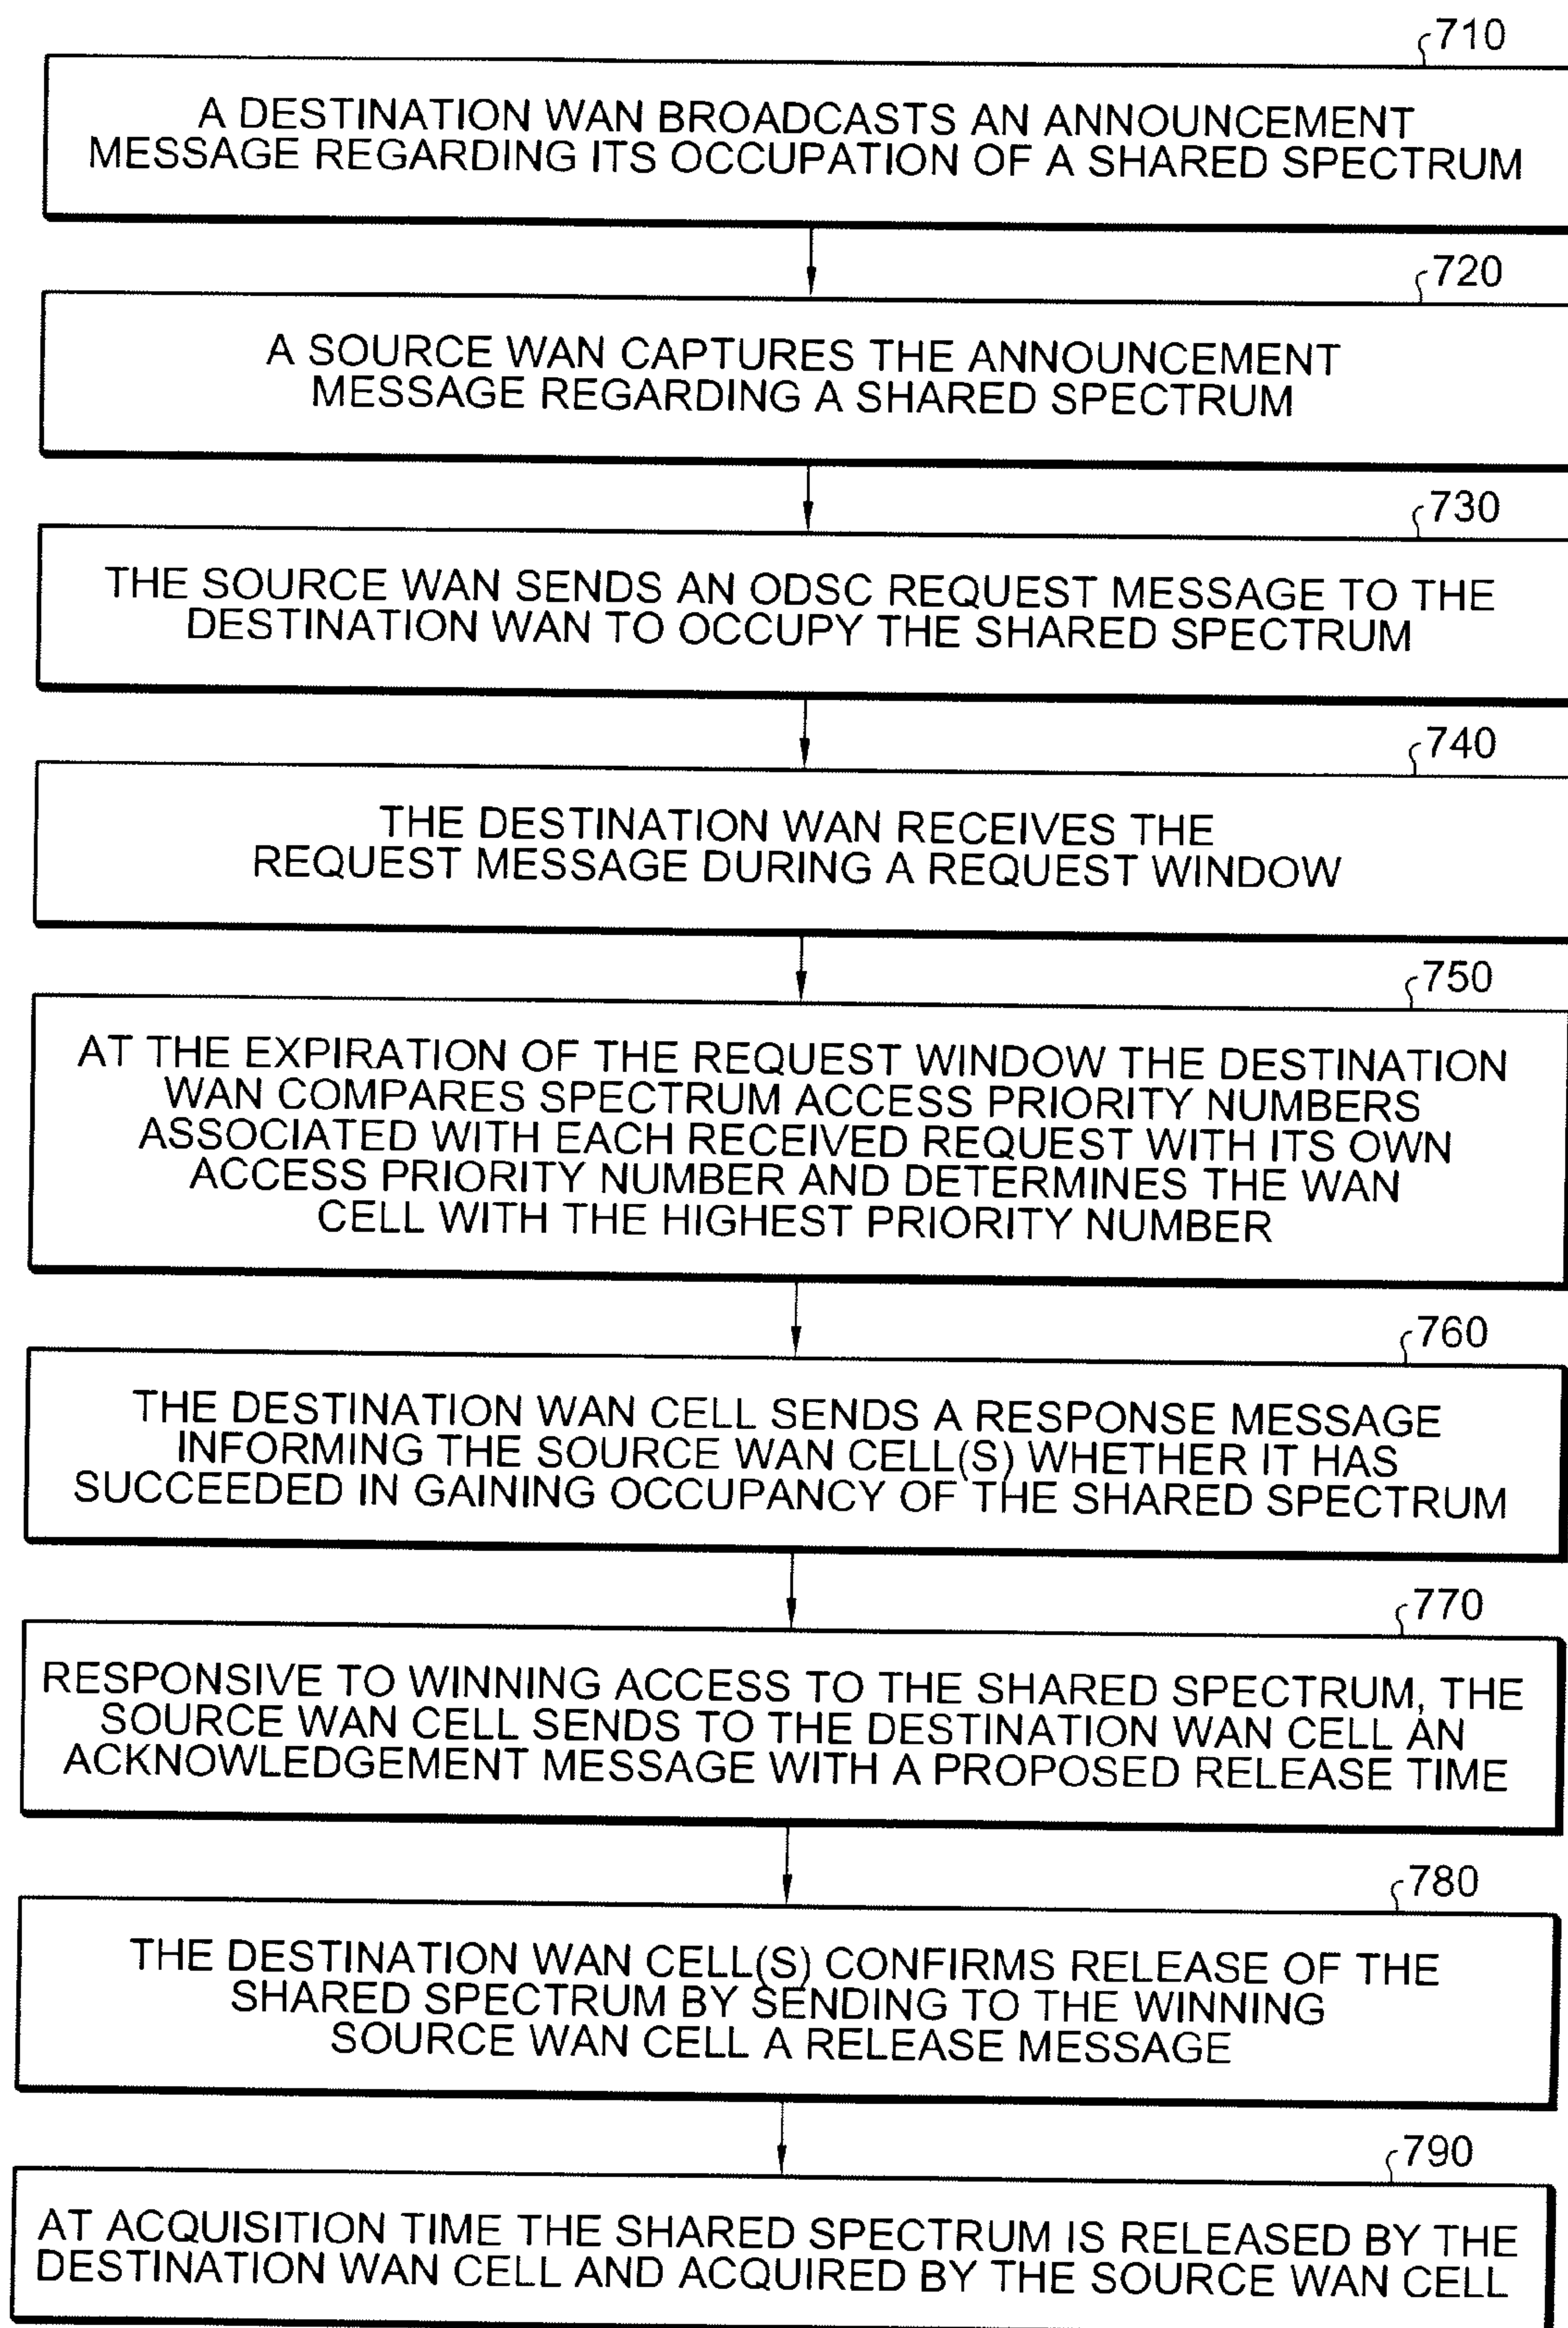 710
A DESTINATION WAN BROADCASTS AN ANNOUNCEMENT
MESSAGE REGARDING ITS OCCUPATION OF A SHARED SPECTRUM
720
A SOURCE WAN CAPTURES THE ANNOUNCEMENT
MESSAGE REGARDING A SHARED SPECTRUM
730
THE SOURCE WAN SENDS AN ODSC REQUEST MESSAGE TO THE
DESTINATION WAN TO OCCUPY THE SHARED SPECTRUM
740
THE DESTINATION WAN RECEIVES THE
REQUEST MESSAGE DURING A REQUEST WINDOW
750
AT THE EXPIRATION OF THE REQUEST WINDOW THE DESTINATION
WAN COMPARES SPECTRUM ACCESS PRIORITY NUMBERS
ASSOCIATED WITH EACH RECEIVED REQUEST WITH ITS OWN
ACCESS PRIORITY NUMBER AND DETERMINES THE WAN
CELL WITH THE HIGHEST PRIORITY NUMBER
760
THE DESTINATION WAN CELL SENDS A RESPONSE MESSAGE
INFORMING THE SOURCE WAN CELL(S) WHETHER IT HAS
SUCCEEDED IN GAINING OCCUPANCY OF THE SHARED SPECTRUM
770
RESPONSIVE TO WINNING ACCESS TO THE SHARED SPECTRUM, THE
SOURCE WAN CELL SENDS TO THE DESTINATION WAN CELL AN
ACKNOWLEDGEMENT MESSAGE WITH A PROPOSED RELEASE TIME
780
THE DESTINATION WAN CELL(S) CONFIRMS RELEASE OF THE
SHARED SPECTRUM BY SENDING TO THE WINNING
SOURCE WAN CELL A RELEASE MESSAGE
790
AT ACQUISITION TIME THE SHARED SPECTRUM IS RELEASED BY THE
DESTINATION WAN CELL AND ACQUIRED BY THE SOURCE WAN CELL